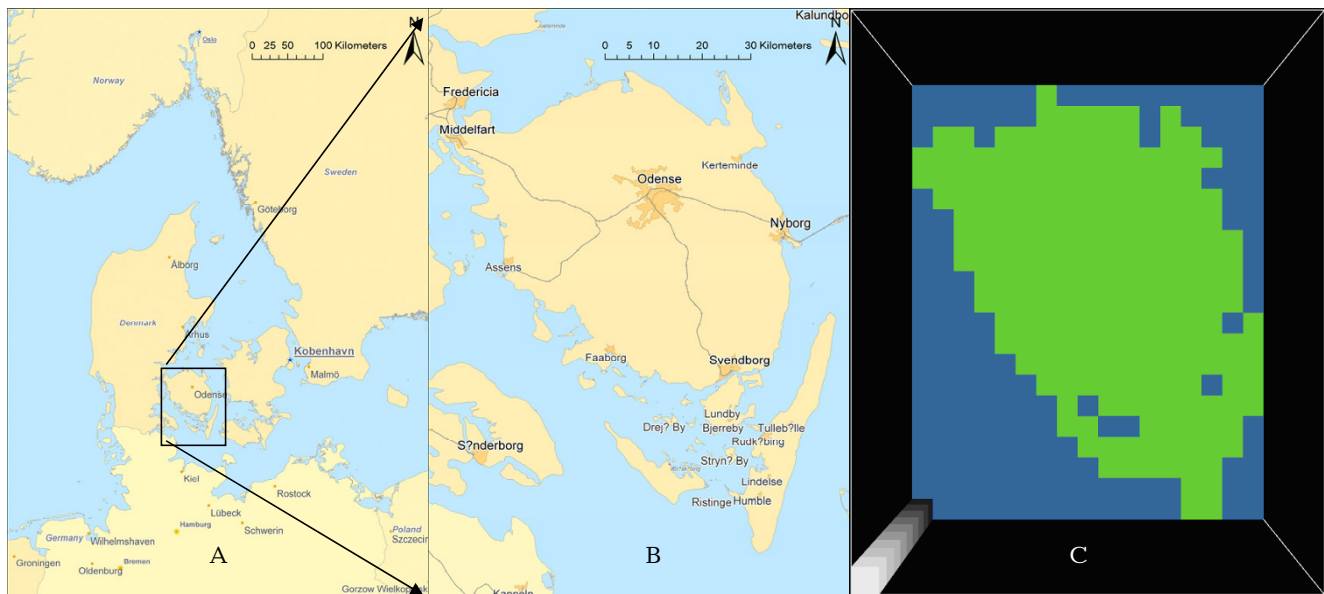 N
Oslo
0 25 50 100 Kilometers
Norway
Sweden
Göteborg
Ålborg
Denmark
Århus
Kobenhavn
Malmö
Odense
Kiel
Rostock
Lübeck
Hamburg
Schwerin
Poland
Szczecin
Germany
Wilhelmshaven
Groningen
Oldenburg
Bremen
Gorzow Wielkopolsk
A
Kalundbo
N
0 5 10 20 30 Kilometers
Fredericia
Middelfart
Kerteminde
Odense
Nyborg
Assens
Faaborg
Svendborg
Lundby
Drej? By
Bjerreby
Tulleb?lle
Rudk?bing
S?nderborg
Stryn? By
Lindelse
Ristinge
Humble
Kappeln
B
C